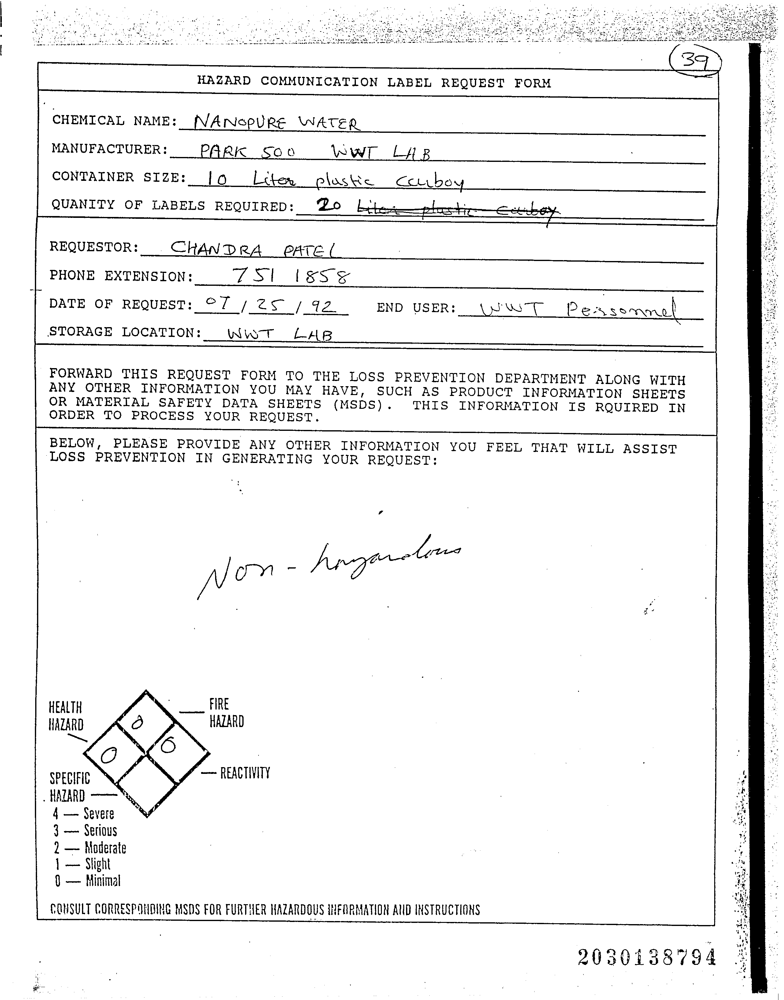 39
HAZARD COMMUNICATION LABEL REQUEST FORM
CHEMICAL NAME: NANOPURE WATER
MANUFACTURER: PARK 500 WWT LAB
CONTAINER SIZE: 10 Liter plastic carboy
QUANITY OF LABELS REQUIRED: 20 Liter plastic carboy
REQUESTOR: CHANDRA PATEL
PHONE EXTENSION: 751 1858
DATE OF REQUEST: 07/25/92 END USER: WWT Personnel
STORAGE LOCATION: WWT LAB
FORWARD THIS REQUEST FORM TO THE LOSS PREVENTION DEPARTMENT ALONG WITH
ANY OTHER INFORMATION YOU MAY HAVE, SUCH AS PRODUCT INFORMATION SHEETS
OR MATERIAL SAFETY DATA SHEETS (MSDS). THIS INFORMATION IS RQUIRED IN
ORDER TO PROCESS YOUR REQUEST.
BELOW, PLEASE PROVIDE ANY OTHER INFORMATION YOU FEEL THAT WILL ASSIST
LOSS PREVENTION IN GENERATING YOUR REQUEST:
Non-hazardous
HEALTH HAZARD
FIRE HAZARD
0
0 0
REACTIVITY
SPECIFIC HAZARD
4 — Severe
3 — Serious
2 — Moderate
1 — Slight
0 — Minimal
CONSULT CORRESPONDING MSDS FOR FURTHER HAZARDOUS INFORMATION AND INSTRUCTIONS
2030138794